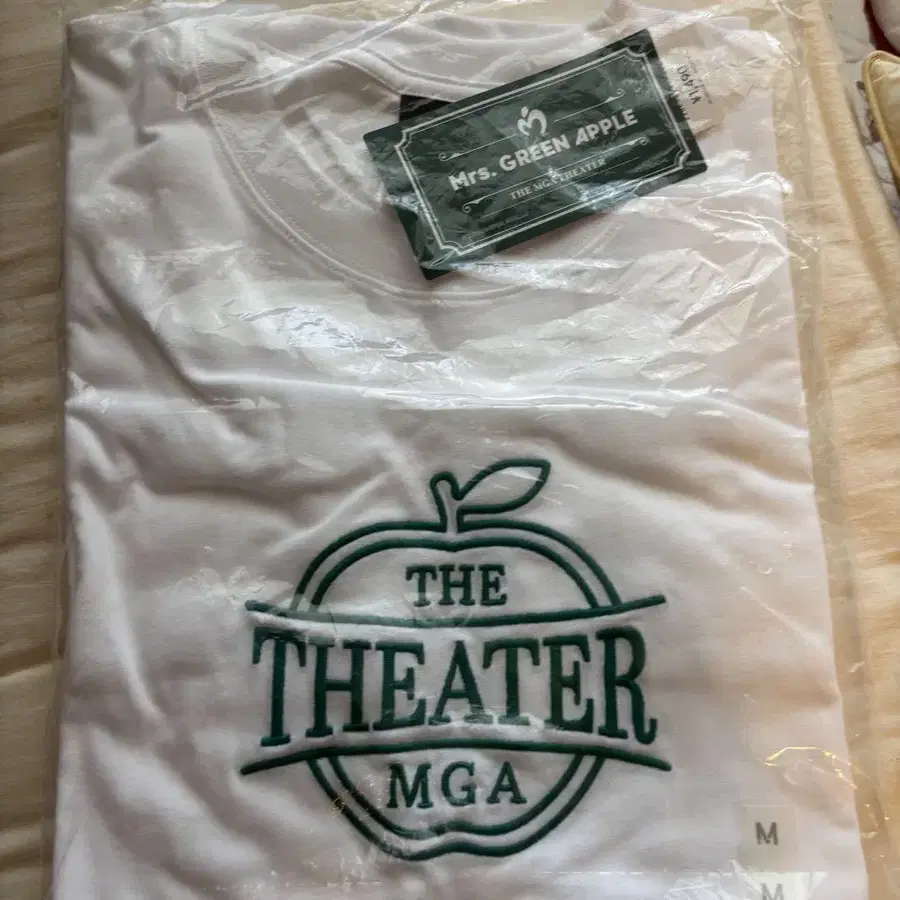 Mrs. GREEN APPLE
THE MGA THEATER
THE
THEATER
MGA
M
M